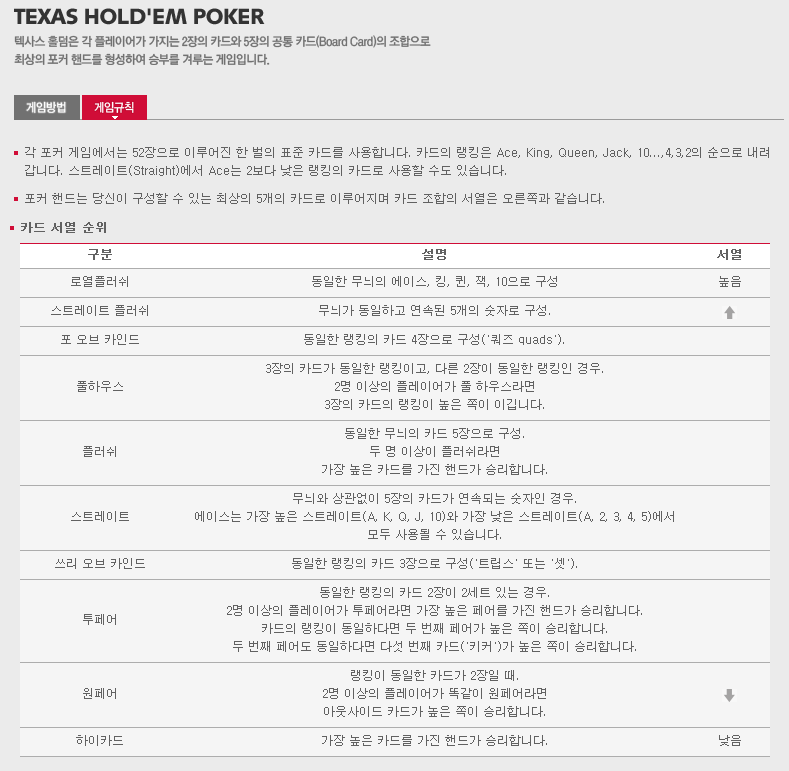 TEXAS HOLD'EM POKER
텍사스 홀덤은 각 플레이어가 가지는 2장의 카드와 5장의 공통 카드(Board Card)의 조합으로
최상의 포커 핸드를 형성하여 승부를 겨루는 게임입니다.
게임방법 게임규칙
각 포커 게임에서는 52장으로 이루어진 한 벌의 표준 카드를 사용합니다. 카드의 랭킹은 Ace, King, Queen, Jack, 10...,4,3,2의 순으로 내려
갑니다. 스트레이트(Straight)에서 Ace는 2보다 낮은 랭킹의 카드로 사용할 수도 있습니다.
포커 핸드는 당신이 구성할 수 있는 최상의 5개의 카드로 이루어지며 카드 조합의 서열은 오른쪽과 같습니다.
카드 서열 순위
구분 설명 서열
로열플러쉬 동일한 무늬의 에이스, 킹, 퀸, 잭, 10으로 구성 높음
스트레이트 플러쉬 무늬가 동일하고 연속된 5개의 숫자로 구성.
포 오브 카인드 동일한 랭킹의 카드 4장으로 구성('쿼즈 quads').
3장의 카드가 동일한 랭킹이고, 다른 2장이 동일한 랭킹인 경우.
풀하우스 2명 이상의 플레이어가 풀 하우스라면
3장의 카드의 랭킹이 높은 쪽이 이깁니다.
동일한 무늬의 카드 5장으로 구성.
플러쉬 두 명 이상이 플러쉬라면
가장 높은 카드를 가진 핸드가 승리합니다.
무늬와 상관없이 5장의 카드가 연속되는 숫자인 경우.
스트레이트 에이스는 가장 높은 스트레이트(A, K, Q, J, 10)와 가장 낮은 스트레이트(A, 2, 3, 4, 5)에서
모두 사용될 수 있습니다.
쓰리 오브 카인드 동일한 랭킹의 카드 3장으로 구성('트립스' 또는 '셋').
동일한 랭킹의 카드 2장이 2세트 있는 경우.
투페어 2명 이상의 플레이어가 투페어라면 가장 높은 페어를 가진 핸드가 승리합니다.
카드의 랭킹이 동일하다면 두 번째 페어가 높은 쪽이 승리합니다.
두 번째 페어도 동일하다면 다섯 번째 카드('키커')가 높은 쪽이 승리합니다.
랭킹이 동일한 카드가 2장일 때.
원페어 2명 이상의 플레이어가 똑같이 원페어라면
아웃사이드 카드가 높은 쪽이 승리합니다.
하이카드 가장 높은 카드를 가진 핸드가 승리합니다. 낮음